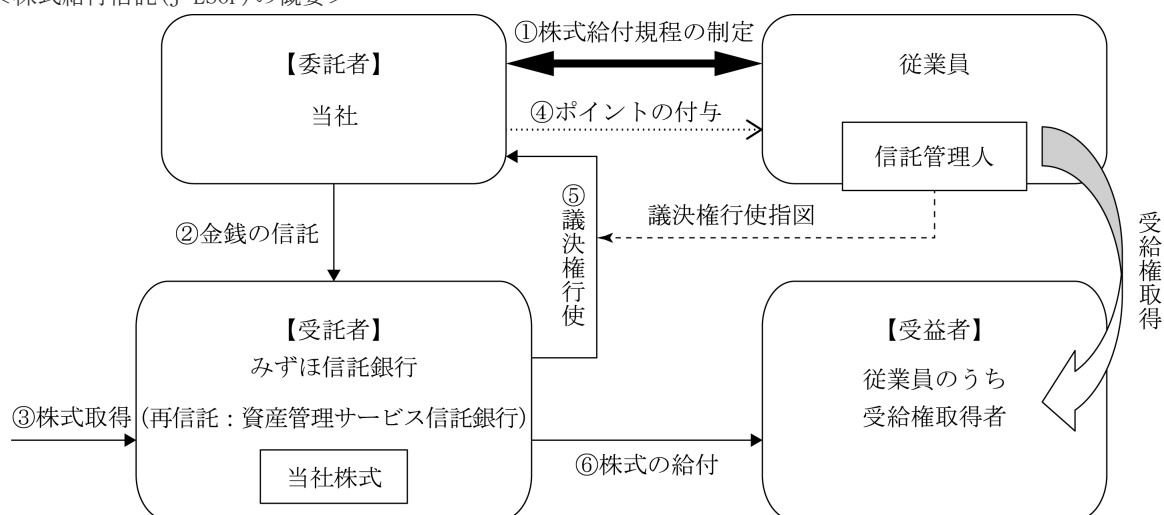 <株式給付信託(J-ESOP)の概要>
①株式給付規程の制定
【委託者】
当社
従業員
④ポイントの付与
信託管理人
②金銭の信託
⑤議決権行使
議決権行使指図
受給権取得
【受託者】
みずほ信託銀行
(再信託：資産管理サービス信託銀行)
③株式取得
当社株式
⑥株式の給付
【受益者】
従業員のうち
受給権取得者